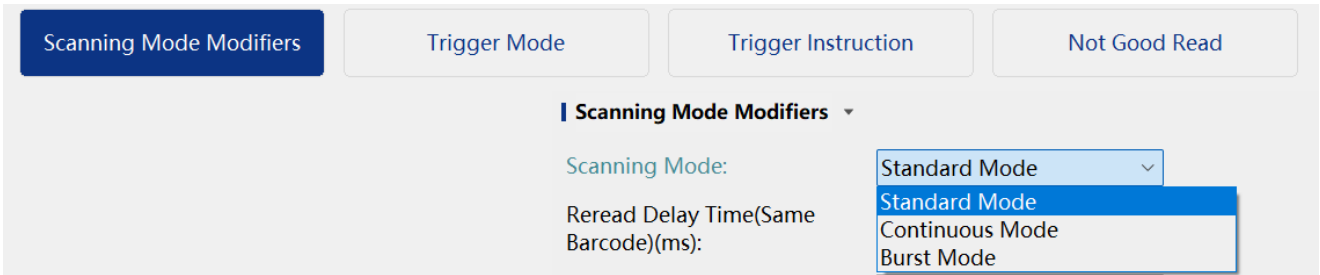 Scanning Mode Modifiers
Trigger Mode
Trigger Instruction
Not Good Read
Scanning Mode Modifiers
Scanning Mode:
Standard Mode
Standard Mode
Continuous Mode
Burst Mode
Reread Delay Time(Same
Barcode)(ms):